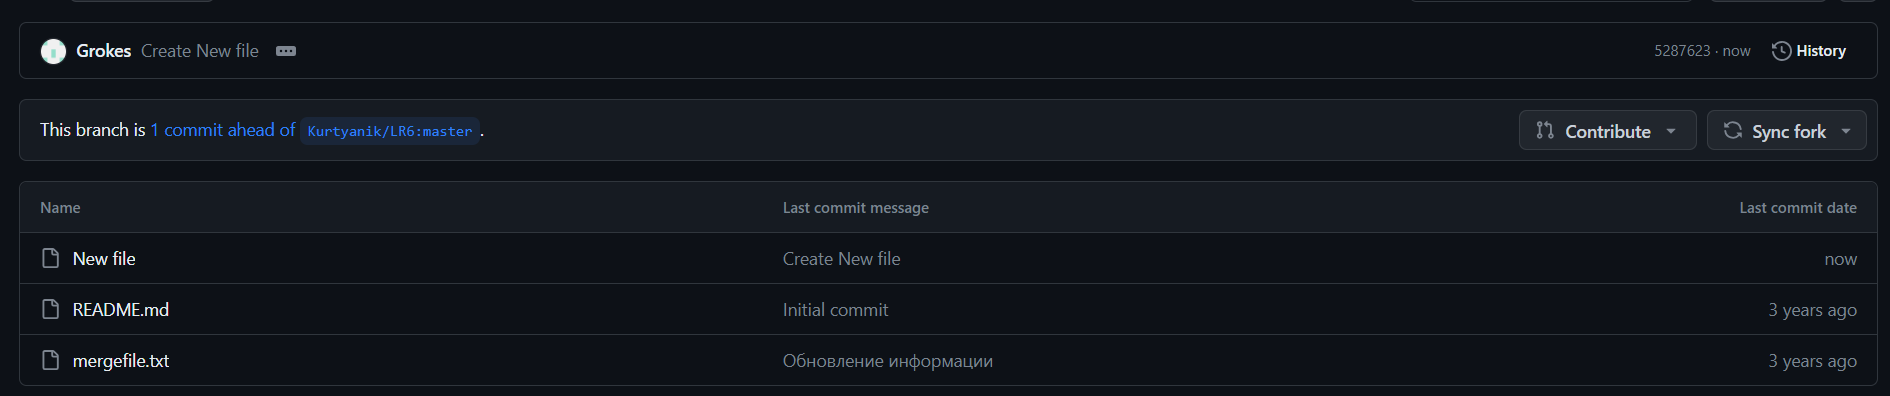 Grokes Create New file 5287623 · now History
This branch is 1 commit ahead of Kurtyanik/LR6:master. Contribute Sync fork
Name Last commit message Last commit date
New file Create New file now
README.md Initial commit 3 years ago
mergefile.txt Обновление информации 3 years ago